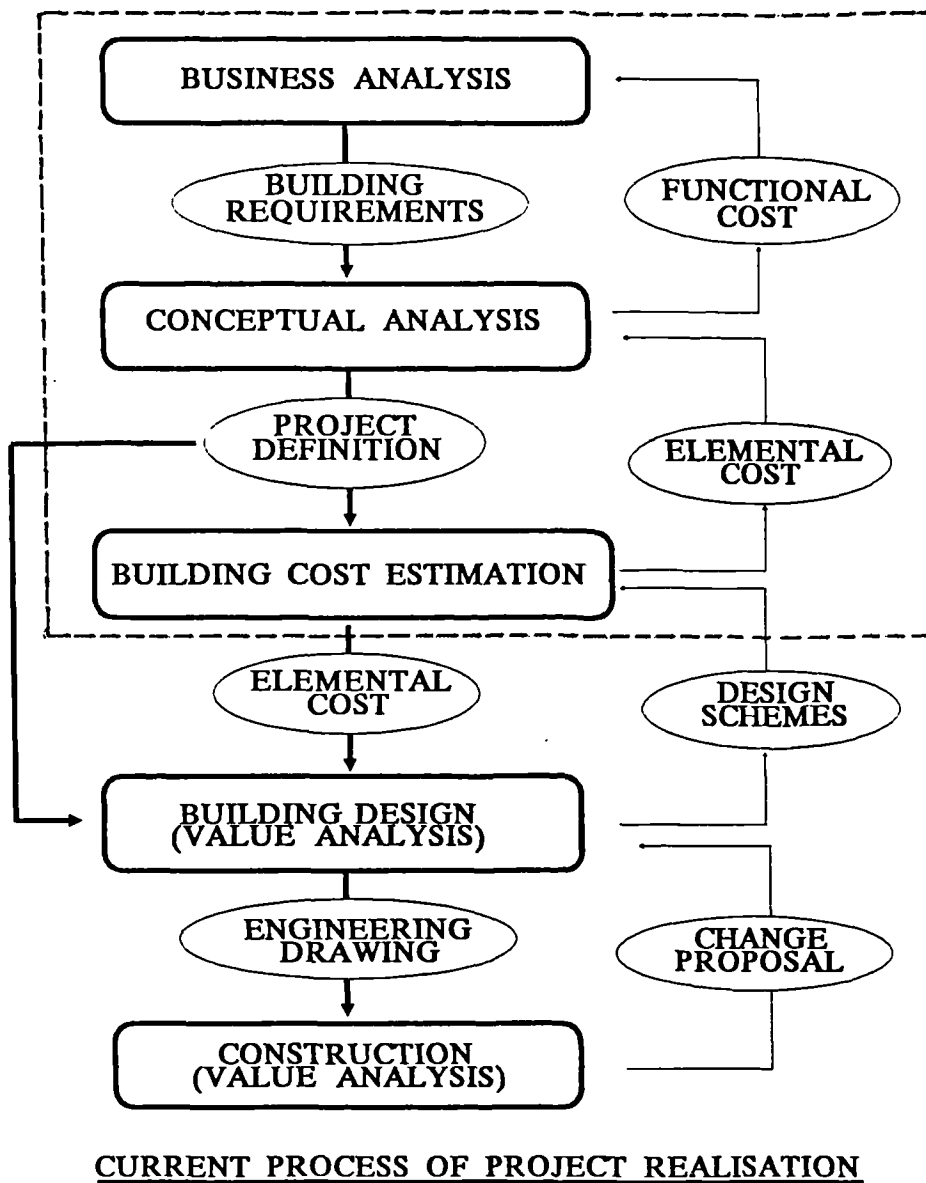 BUSINESS ANALYSIS
BUILDING
REQUIREMENTS
FUNCTIONAL
COST
CONCEPTUAL ANALYSIS
PROJECT
DEFINITION
ELEMENTAL
COST
BUILDING COST ESTIMATION
ELEMENTAL
COST
DESIGN
SCHEMES
BUILDING DESIGN
(VALUE ANALYSIS)
ENGINEERING
DRAWING
CHANGE
PROPOSAL
CONSTRUCTION
(VALUE ANALYSIS)
CURRENT PROCESS OF PROJECT REALISATION